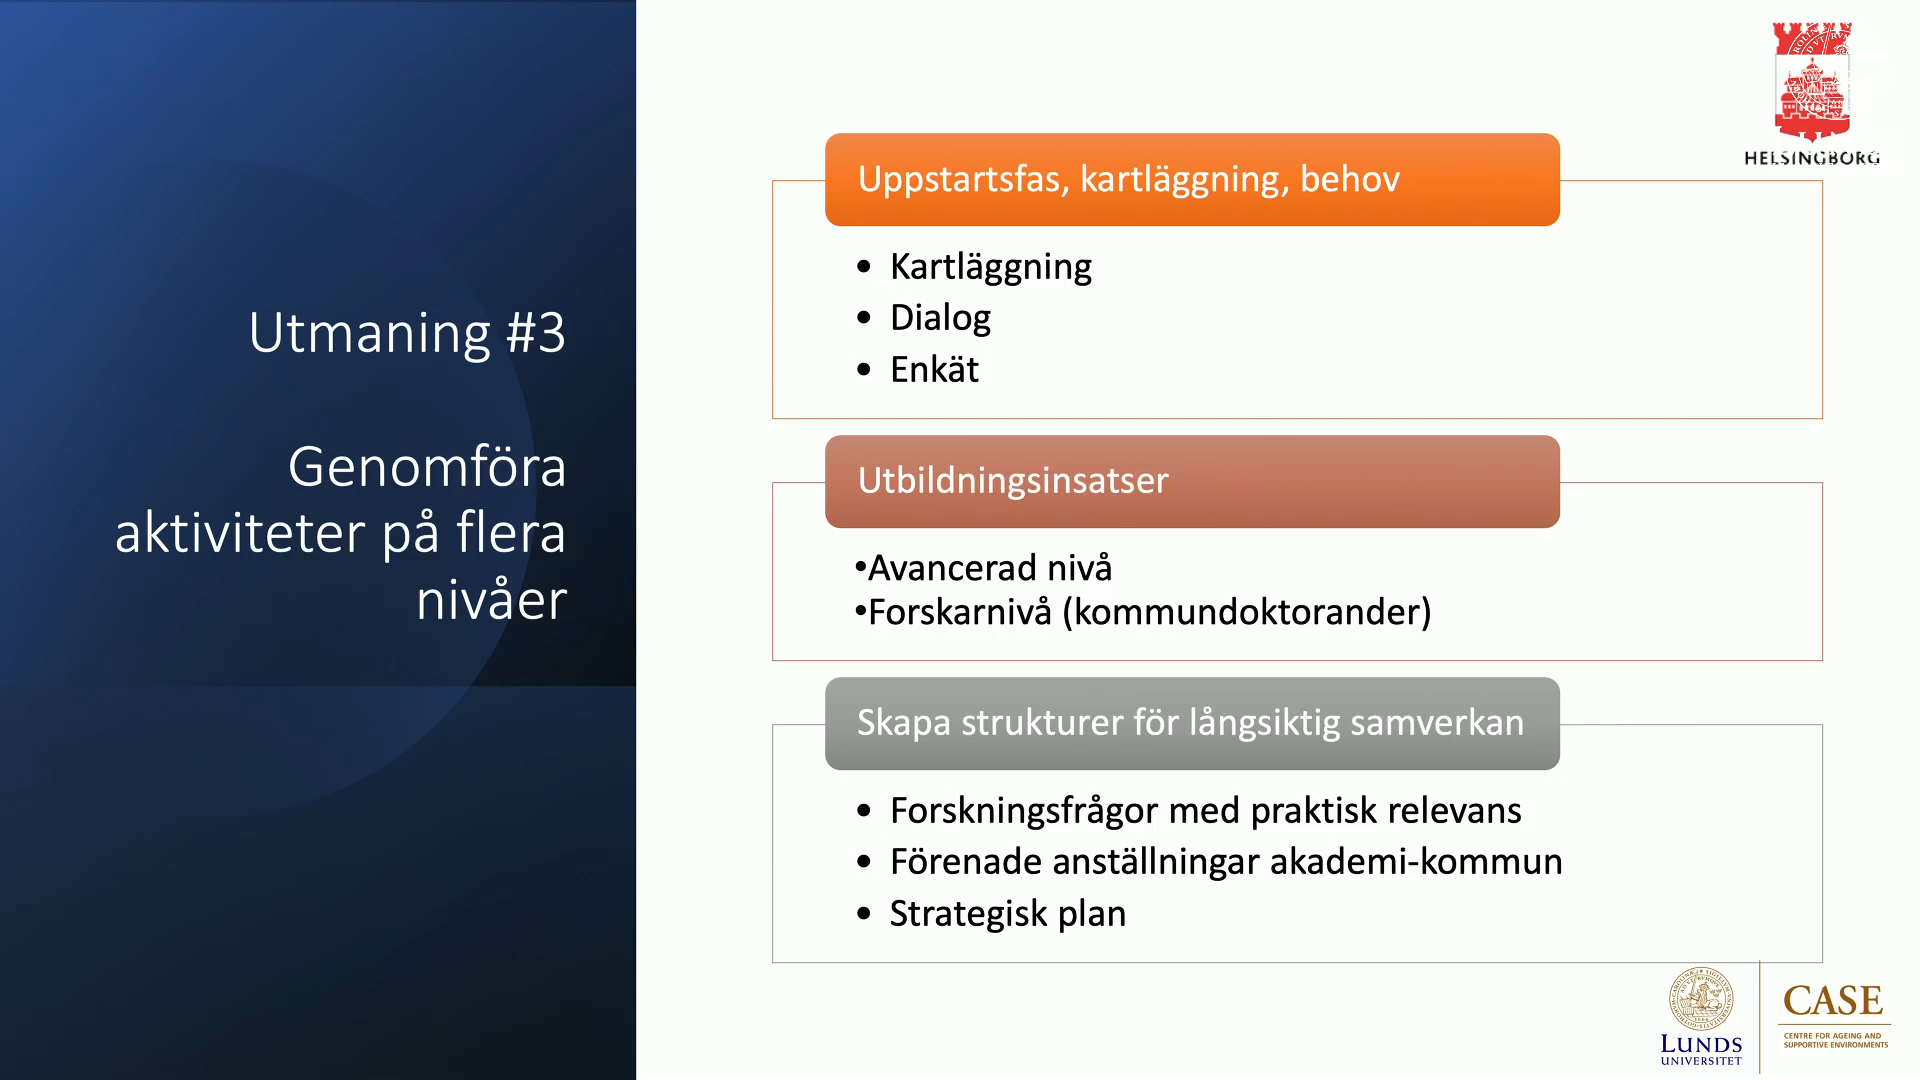 Utmaning #3
Genomföra
aktiviteter på flera
nivåer
HELSINGBORG
Uppstartsfas, kartläggning, behov
• Kartläggning
• Dialog
• Enkät
Utbildningsinsatser
•Avancerad nivå
•Forskarnivå (kommundoktorander)
Skapa strukturer för långsiktig samverkan
• Forskningsfrågor med praktisk relevans
• Förenade anställningar akademi-kommun
• Strategisk plan
LUNDS
UNIVERSITET
CASE
CENTRE FOR AGEING AND
SUPPORTIVE ENVIRONMENTS